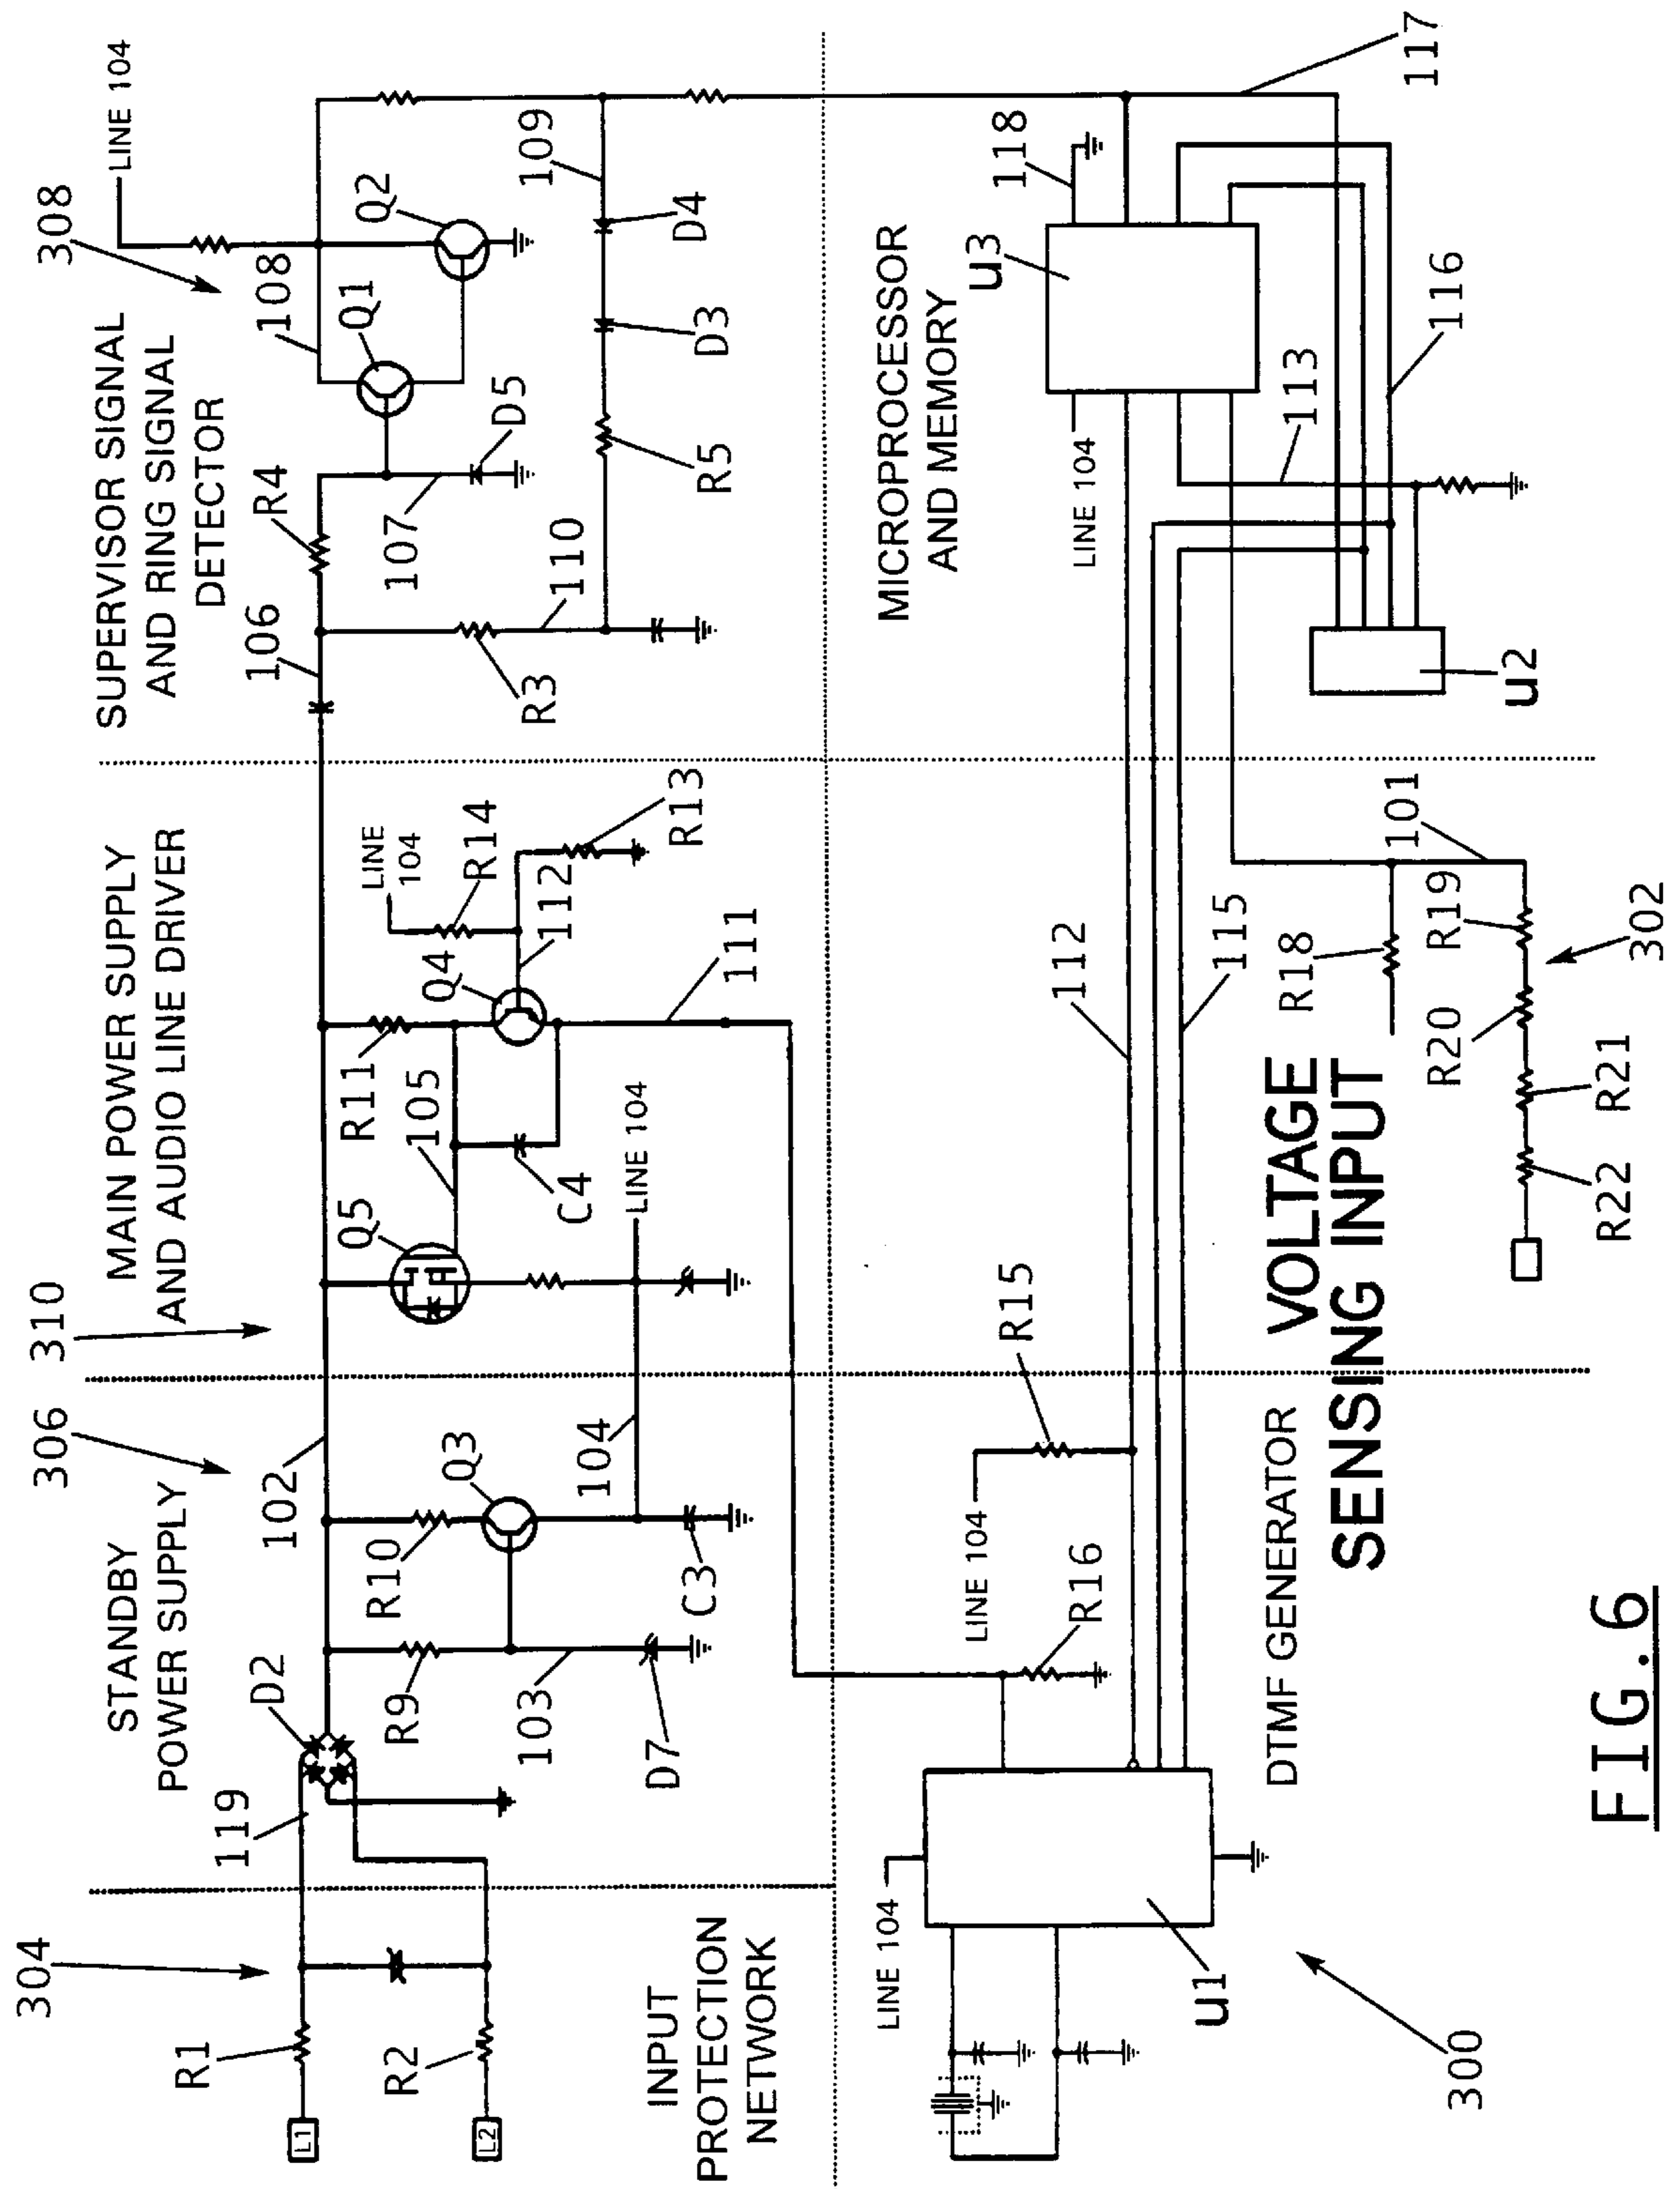 304
R1
R2
L1
L2
INPUT
PROTECTION
NETWORK
119
STANDBY
POWER SUPPLY
306
D2
102
R9
R10
Q3
103
104
D7
C3
310
MAIN POWER SUPPLY
AND AUDIO LINE DRIVER
Q5
R11
105
C4
LINE 104
Q4
LINE
104
R14
112
R13
111
SUPERVISOR SIGNAL
AND RING SIGNAL
DETECTOR
308
LINE 104
106
R4
108
Q1
Q2
107
D5
R3
110
R5
D3
D4
109
300
u1
LINE 104
DTMF GENERATOR
LINE 104
R16
R15
112
115
VOLTAGE
SENSING INPUT
R18
101
R19
R20
R21
R22
302
MICROPROCESSOR
AND MEMORY
LINE 104
u3
118
113
116
117
u2
FIG.6